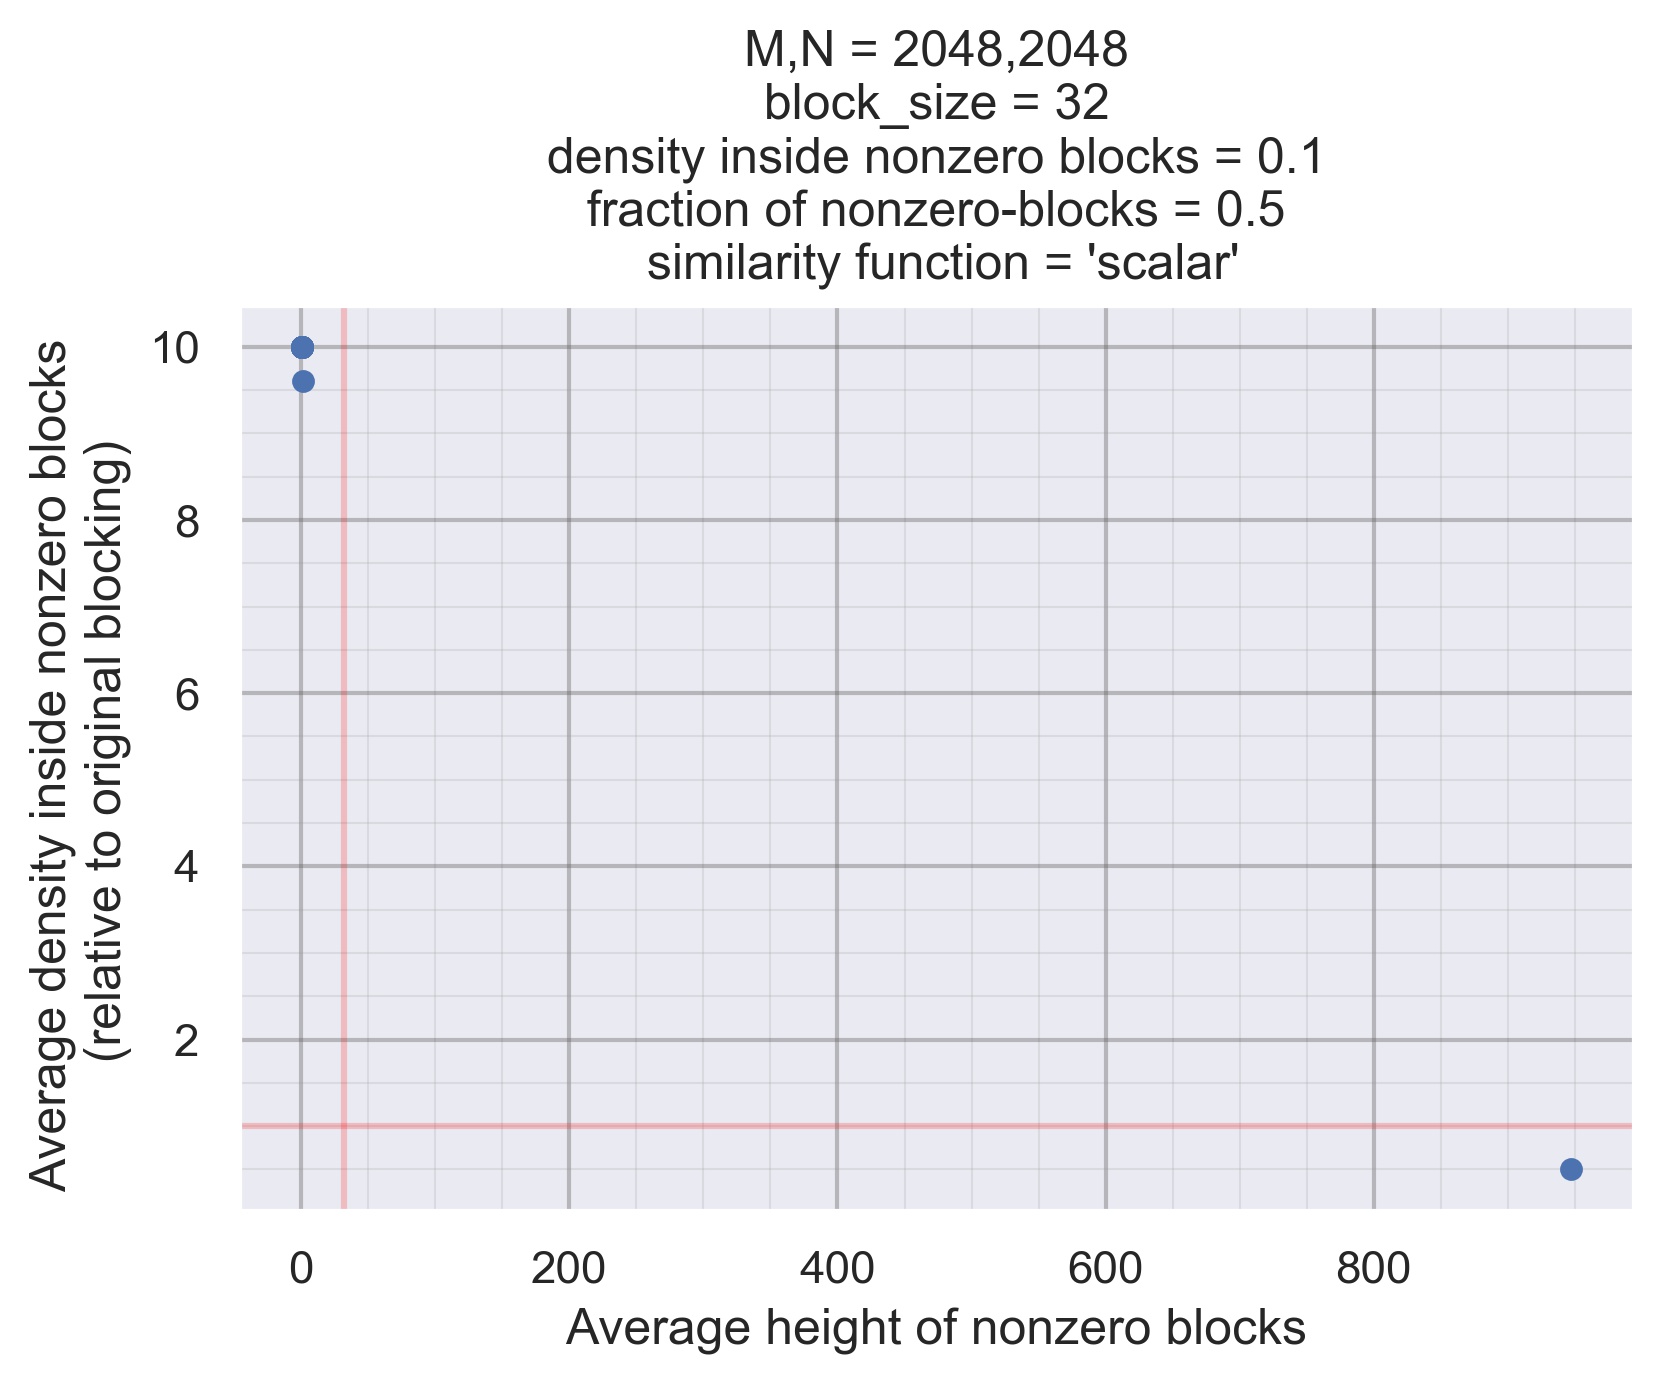 M,N = 2048,2048
block_size = 32
density inside nonzero blocks = 0.1
fraction of nonzero-blocks = 0.5
similarity function = 'scalar'
Average density inside nonzero blocks
(relative to original blocking)
10
8
6
4
2
0
200
400
600
800
Average height of nonzero blocks